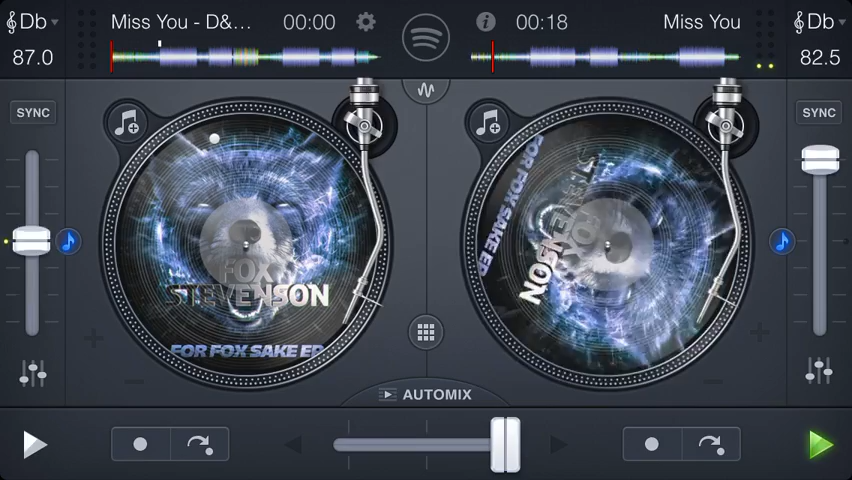 Db
Miss You - D&...
00:00
00:18
Miss You
Db
87.0
82.5
SYNC
SYNC
FOX
STEVENSON
FOR FOX SAKE EP
FOR FOX SAKE EP
FOX
STEVENSON
AUTOMIX